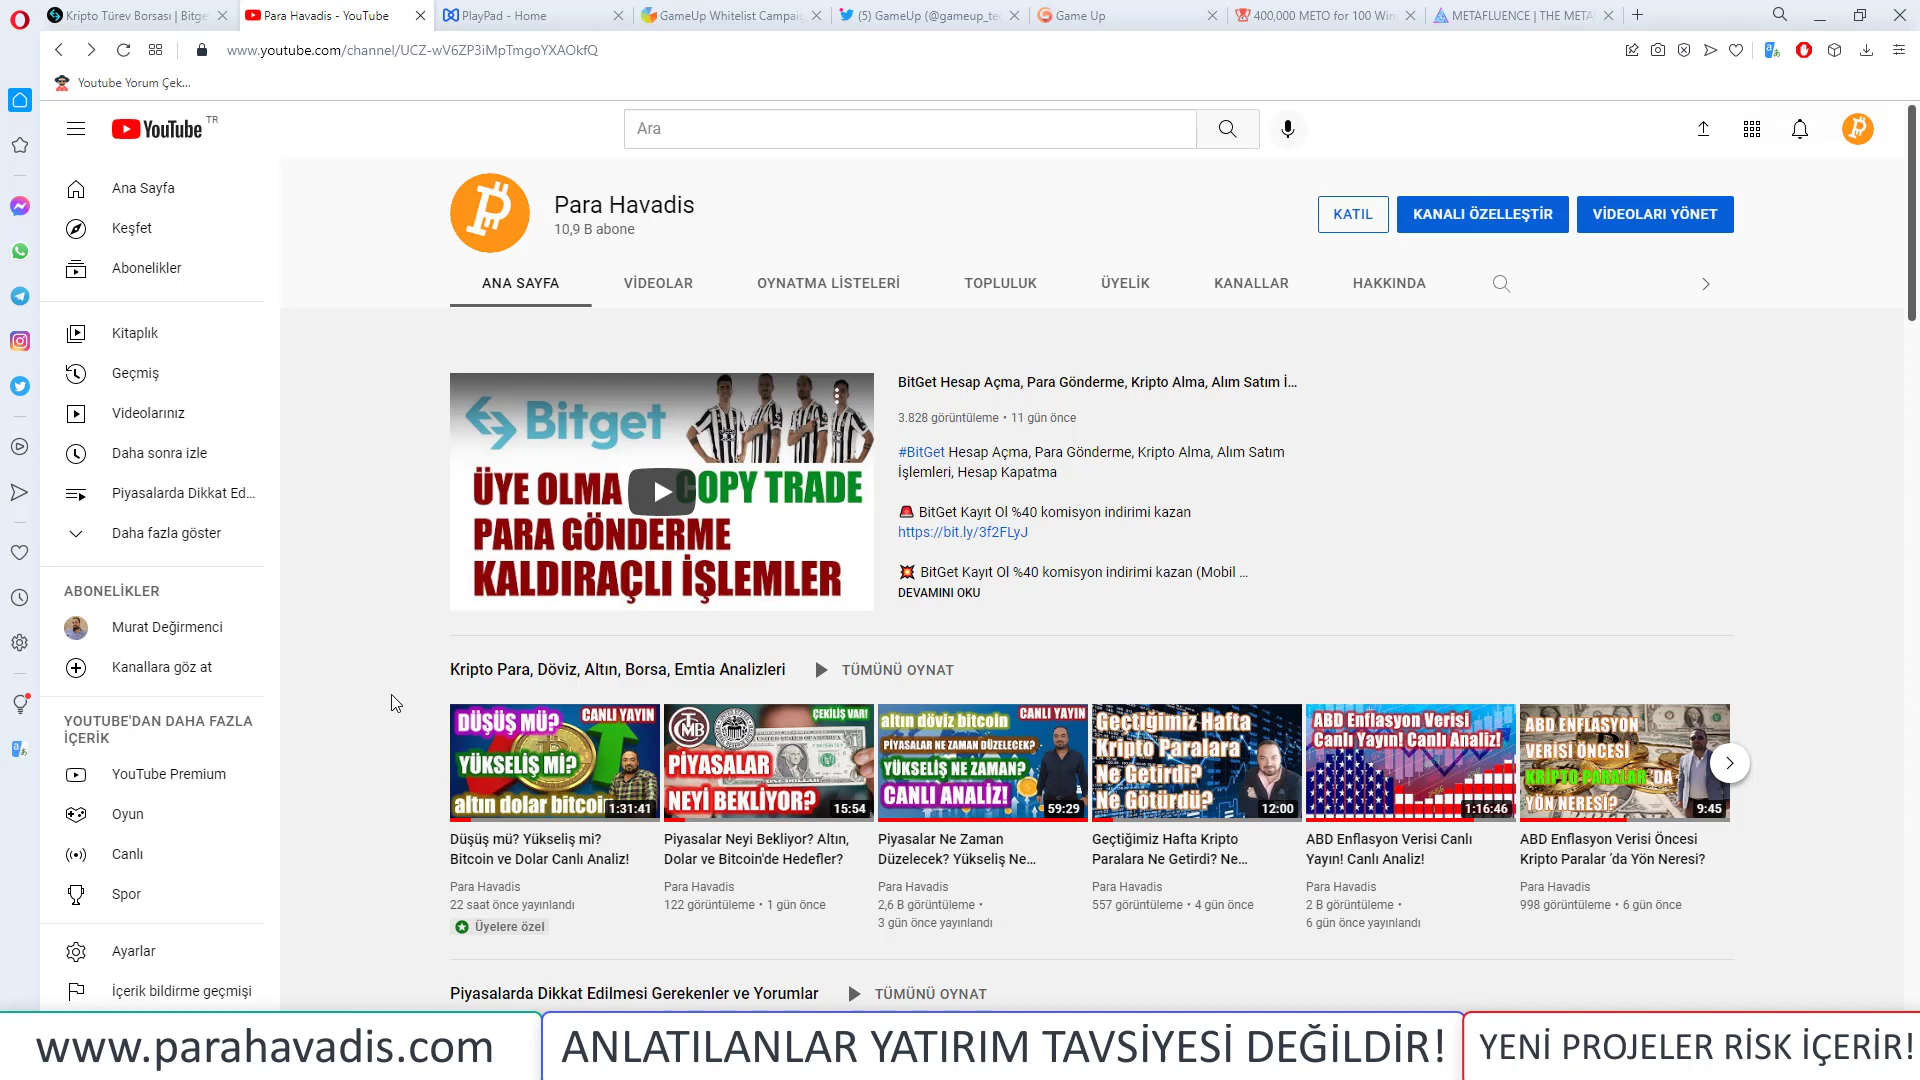 Kripto Türev Borsası | Bitge
Para Havadis - YouTube
PlayPad - Home
GameUp Whitelist Campai
(5) GameUp (@gameup_te
Game Up
400,000 METO for 100 Win
METAFLUENCE | THE META
www.youtube.com/channel/UCZ-wV6ZP3iMpTmgoYXAOkfQ
Youtube Yorum Çek...
YouTube TR
Ara
Ana Sayfa
Keşfet
Abonelikler
Kitaplık
Geçmiş
Videolarınız
Daha sonra izle
Piyasalarda Dikkat Ed...
Daha fazla göster
ABONELİKLER
Murat Değirmenci
Kanallara göz at
YOUTUBE'DAN DAHA FAZLA
İÇERİK
YouTube Premium
Oyun
Canlı
Spor
Ayarlar
İçerik bildirme geçmişi
Para Havadis
10,9 B abone
KATIL
KANALI ÖZELLEŞTİR
VİDEOLARI YÖNET
ANA SAYFA
VİDEOLAR
OYNATMA LİSTELERİ
TOPLULUK
ÜYELİK
KANALLAR
HAKKINDA
Bitget
ÜYE OLMA COPY TRADE
PARA GÖNDERME
KALDIRAÇLI İŞLEMLER
BitGet Hesap Açma, Para Gönderme, Kripto Alma, Alım Satım İ...
3.828 görüntüleme • 11 gün önce
#BitGet Hesap Açma, Para Gönderme, Kripto Alma, Alım Satım
İşlemleri, Hesap Kapatma
BitGet Kayıt Ol %40 komisyon indirimi kazan
https://bit.ly/3f2FLyJ
BitGet Kayıt Ol %40 komisyon indirimi kazan (Mobil ...
DEVAMINI OKU
Kripto Para, Döviz, Altın, Borsa, Emtia Analizleri
TÜMÜNÜ OYNAT
DÜŞÜŞ MÜ?
CANLI YAYIN
YÜKSELİŞ Mİ?
altın dolar bitcoin
1:31:41
Düşüş mü? Yükseliş mi?
Bitcoin ve Dolar Canlı Analiz!
Para Havadis
22 saat önce yayınlandı
Üyelere özel
TCMB
ÇEKİLİŞ VAR!
PİYASALAR
NEYİ BEKLİYOR?
15:54
Piyasalar Neyi Bekliyor? Altın,
Dolar ve Bitcoin'de Hedefler?
Para Havadis
122 görüntüleme • 1 gün önce
altın döviz bitcoin
CANLI YAYIN
PİYASALAR NE ZAMAN DÜZELECEK?
YÜKSELİŞ NE ZAMAN?
CANLI ANALİZ!
59:29
Piyasalar Ne Zaman
Düzelecek? Yükseliş Ne...
Para Havadis
2,6 B görüntüleme •
3 gün önce yayınlandı
Geçtiğimiz Hafta
Kripto Paralara
Ne Getirdi?
Ne Götürdü?
12:00
Geçtiğimiz Hafta Kripto
Paralara Ne Getirdi? Ne...
Para Havadis
557 görüntüleme • 4 gün önce
ABD Enflasyon Verisi
Canlı Yayın! Canlı Analiz!
1:16:46
ABD Enflasyon Verisi Canlı
Yayın! Canlı Analiz!
Para Havadis
2 B görüntüleme •
6 gün önce yayınlandı
ABD ENFLASYON
VERİSİ ÖNCESİ
KRİPTO PARALAR'DA
YÖN NERESİ?
9:45
ABD Enflasyon Verisi Öncesi
Kripto Paralar 'da Yön Neresi?
Para Havadis
998 görüntüleme • 6 gün önce
Piyasalarda Dikkat Edilmesi Gerekenler ve Yorumlar
TÜMÜNÜ OYNAT
www.parahavadis.com
ANLATILANLAR YATIRIM TAVSİYESİ DEĞİLDİR!
YENİ PROJELER RİSK İÇERİR!